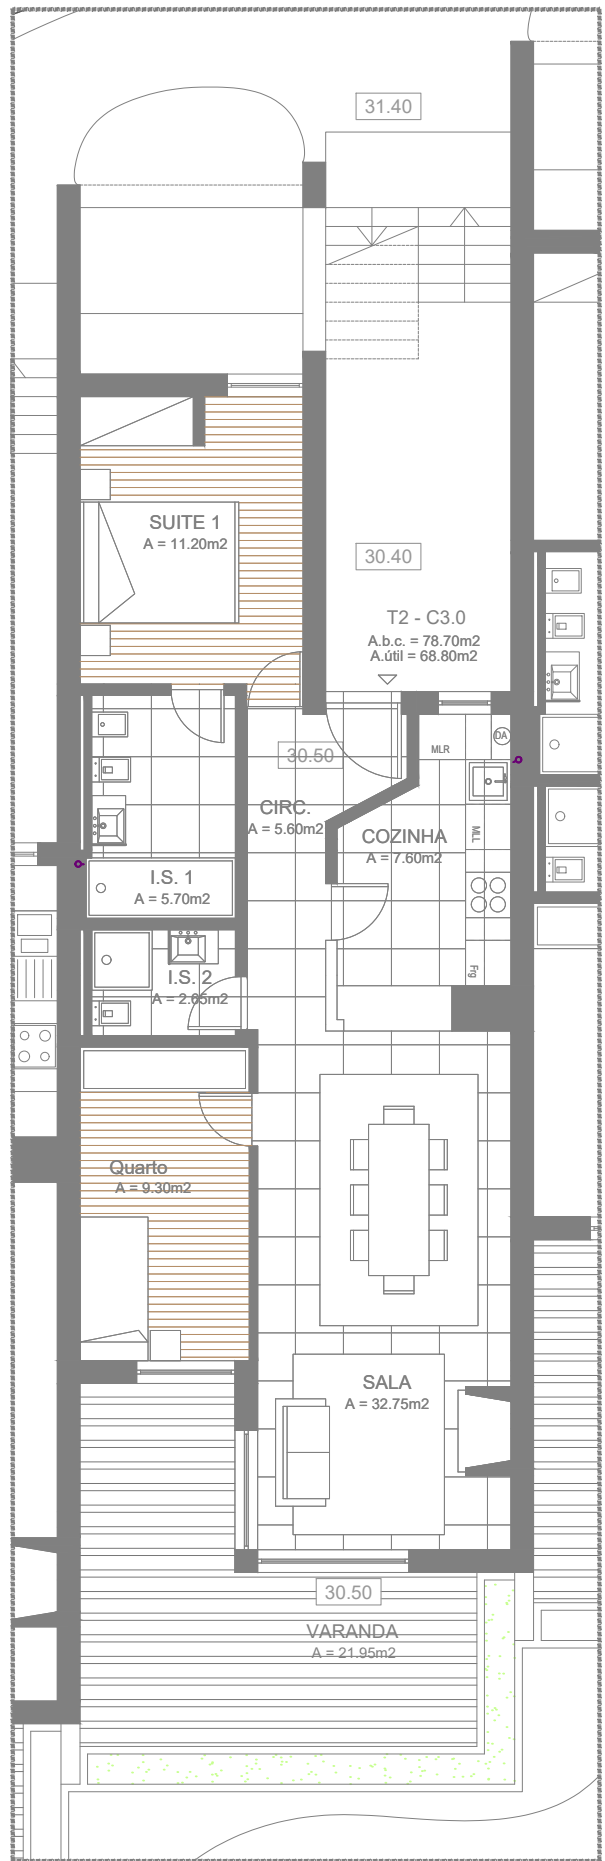 31.40
SUITE 1
A = 11.20m2
30.40
T2 - C3.0
A.b.c. = 78.70m2
A.útil = 68.80m2
30.50
MLR
DA
CIRC.
A = 5.60m2
COZINHA
A = 7.60m2
MLL
I.S. 1
A = 5.70m2
I.S. 2
A = 2.65m2
Frg
Quarto
A = 9.30m2
SALA
A = 32.75m2
30.50
VARANDA
A = 21.95m2